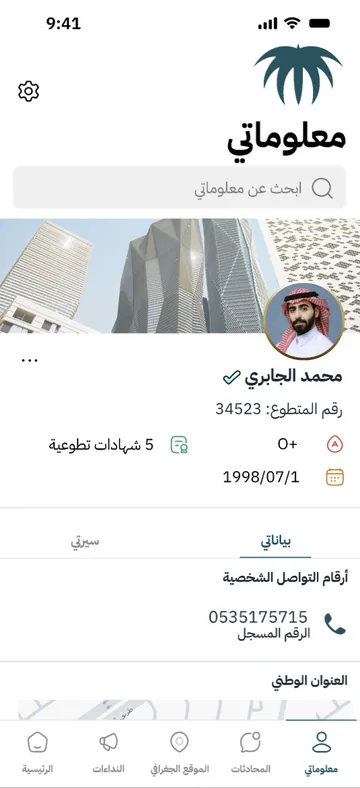 9:41
معلوماتي
ابحث عن معلوماتي
محمد الجابري
رقم المتطوع: 34523
O+
5 شهادات تطوعية
1998/07/1
بياناتي
سيرتي
أرقام التواصل الشخصية
0535175715
الرقم المسجل
العنوان الوطني
معلوماتي
المحادثات
الموقع الجغرافي
النداءات
الرئيسية